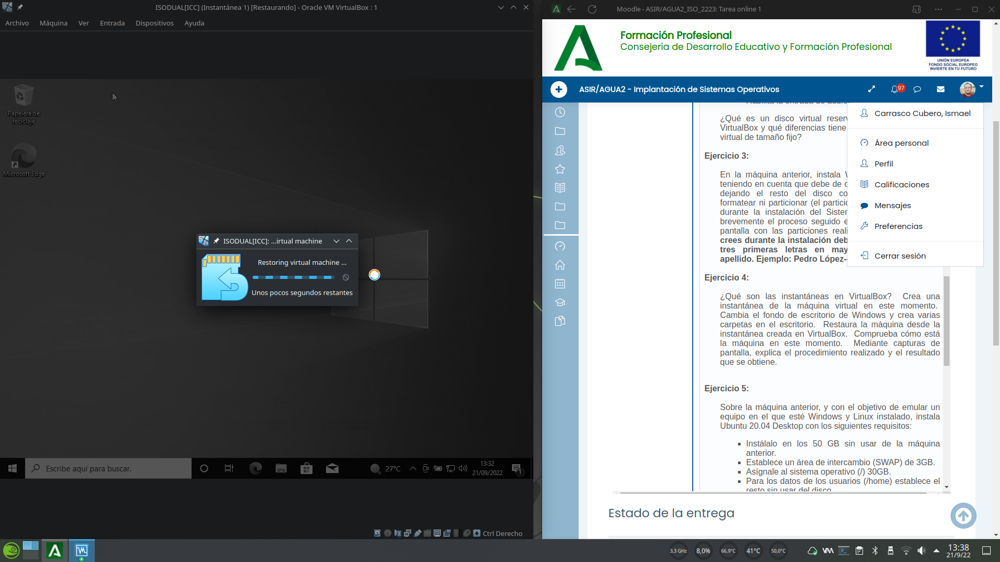 ISODUAL[ICC] (Instantánea 1) [Restaurando] - Oracle VM VirtualBox : 1
Archivo Máquina Ver Entrada Dispositivos Ayuda
Papelera de
reciclaje
Microsoft Edge
ISODUAL[ICC]: ...irtual machine
Restoring virtual machine ...
Unos pocos segundos restantes
Escribe aquí para buscar.
27°C
13:32
21/09/2022
1
Ctrl Derecho
Moodle - ASIR/AGUA2_ISO_2223: Tarea online 1
Formación Profesional
Consejería de Desarrollo Educativo y Formación Profesional
UNIÓN EUROPEA
FONDO SOCIAL EUROPEO
INVIERTE EN TU FUTURO
ASIR/AGUA2 - Implantación de Sistemas Operativos
97
Carrasco Cubero, Ismael
Área personal
Perfil
Calificaciones
Mensajes
Preferencias
Cerrar sesión
Habilita la entrada de audio
¿Qué es un disco virtual reserv
VirtualBox y qué diferencias tiene
virtual de tamaño fijo?
Ejercicio 3:
En la máquina anterior, instala
teniendo en cuenta que debe de
dejando el resto del disco co
formatear ni particionar (el particio
durante la instalación del Sister
brevemente el proceso seguido e
pantalla con las particiones reali
crees durante la instalación deb
tres primeras letras en may
apellido. Ejemplo: Pedro López-
Ejercicio 4:
¿Qué son las instantáneas en VirtualBox? Crea una
instantánea de la máquina virtual en este momento.
Cambia el fondo de escritorio de Windows y crea varias
carpetas en el escritorio. Restaura la máquina desde la
instantánea creada en VirtualBox. Comprueba cómo está
la máquina en este momento. Mediante capturas de
pantalla, explica el procedimiento realizado y el resultado
que se obtiene.
Ejercicio 5:
Sobre la máquina anterior, y con el objetivo de emular un
equipo en el que esté Windows y Linux instalado, instala
Ubuntu 20.04 Desktop con los siguientes requisitos:
Instálalo en los 50 GB sin usar de la máquina
anterior.
Establece un área de intercambio (SWAP) de 3GB.
Asígnale al sistema operativo (/) 30GB.
Para los datos de los usuarios (/home) establece el
resto sin usar del disco
Estado de la entrega
3,3 GHz 8,0% 66,9°C 41°C 50,0°C
13:38
21/9/22